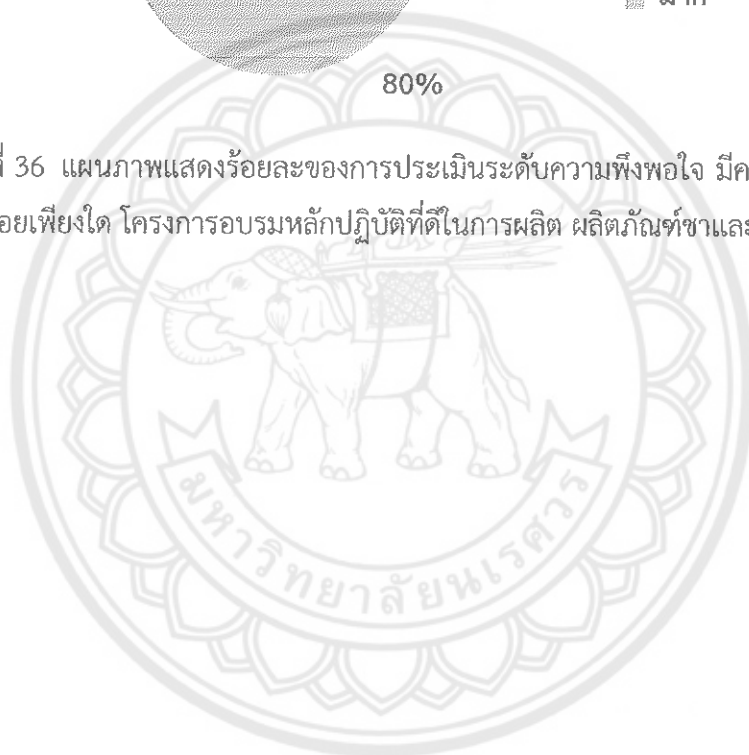 มาก
80%
ที่ 36 แผนภาพแสดงร้อยละของการประเมินระดับความพึงพอใจ มีค
อยเพียงใด โครงการอบรมหลักปฏิบัติที่ดีในการผลิต ผลิตภัณฑ์ชาและ
มหาวิทยาลัยนเรศวร